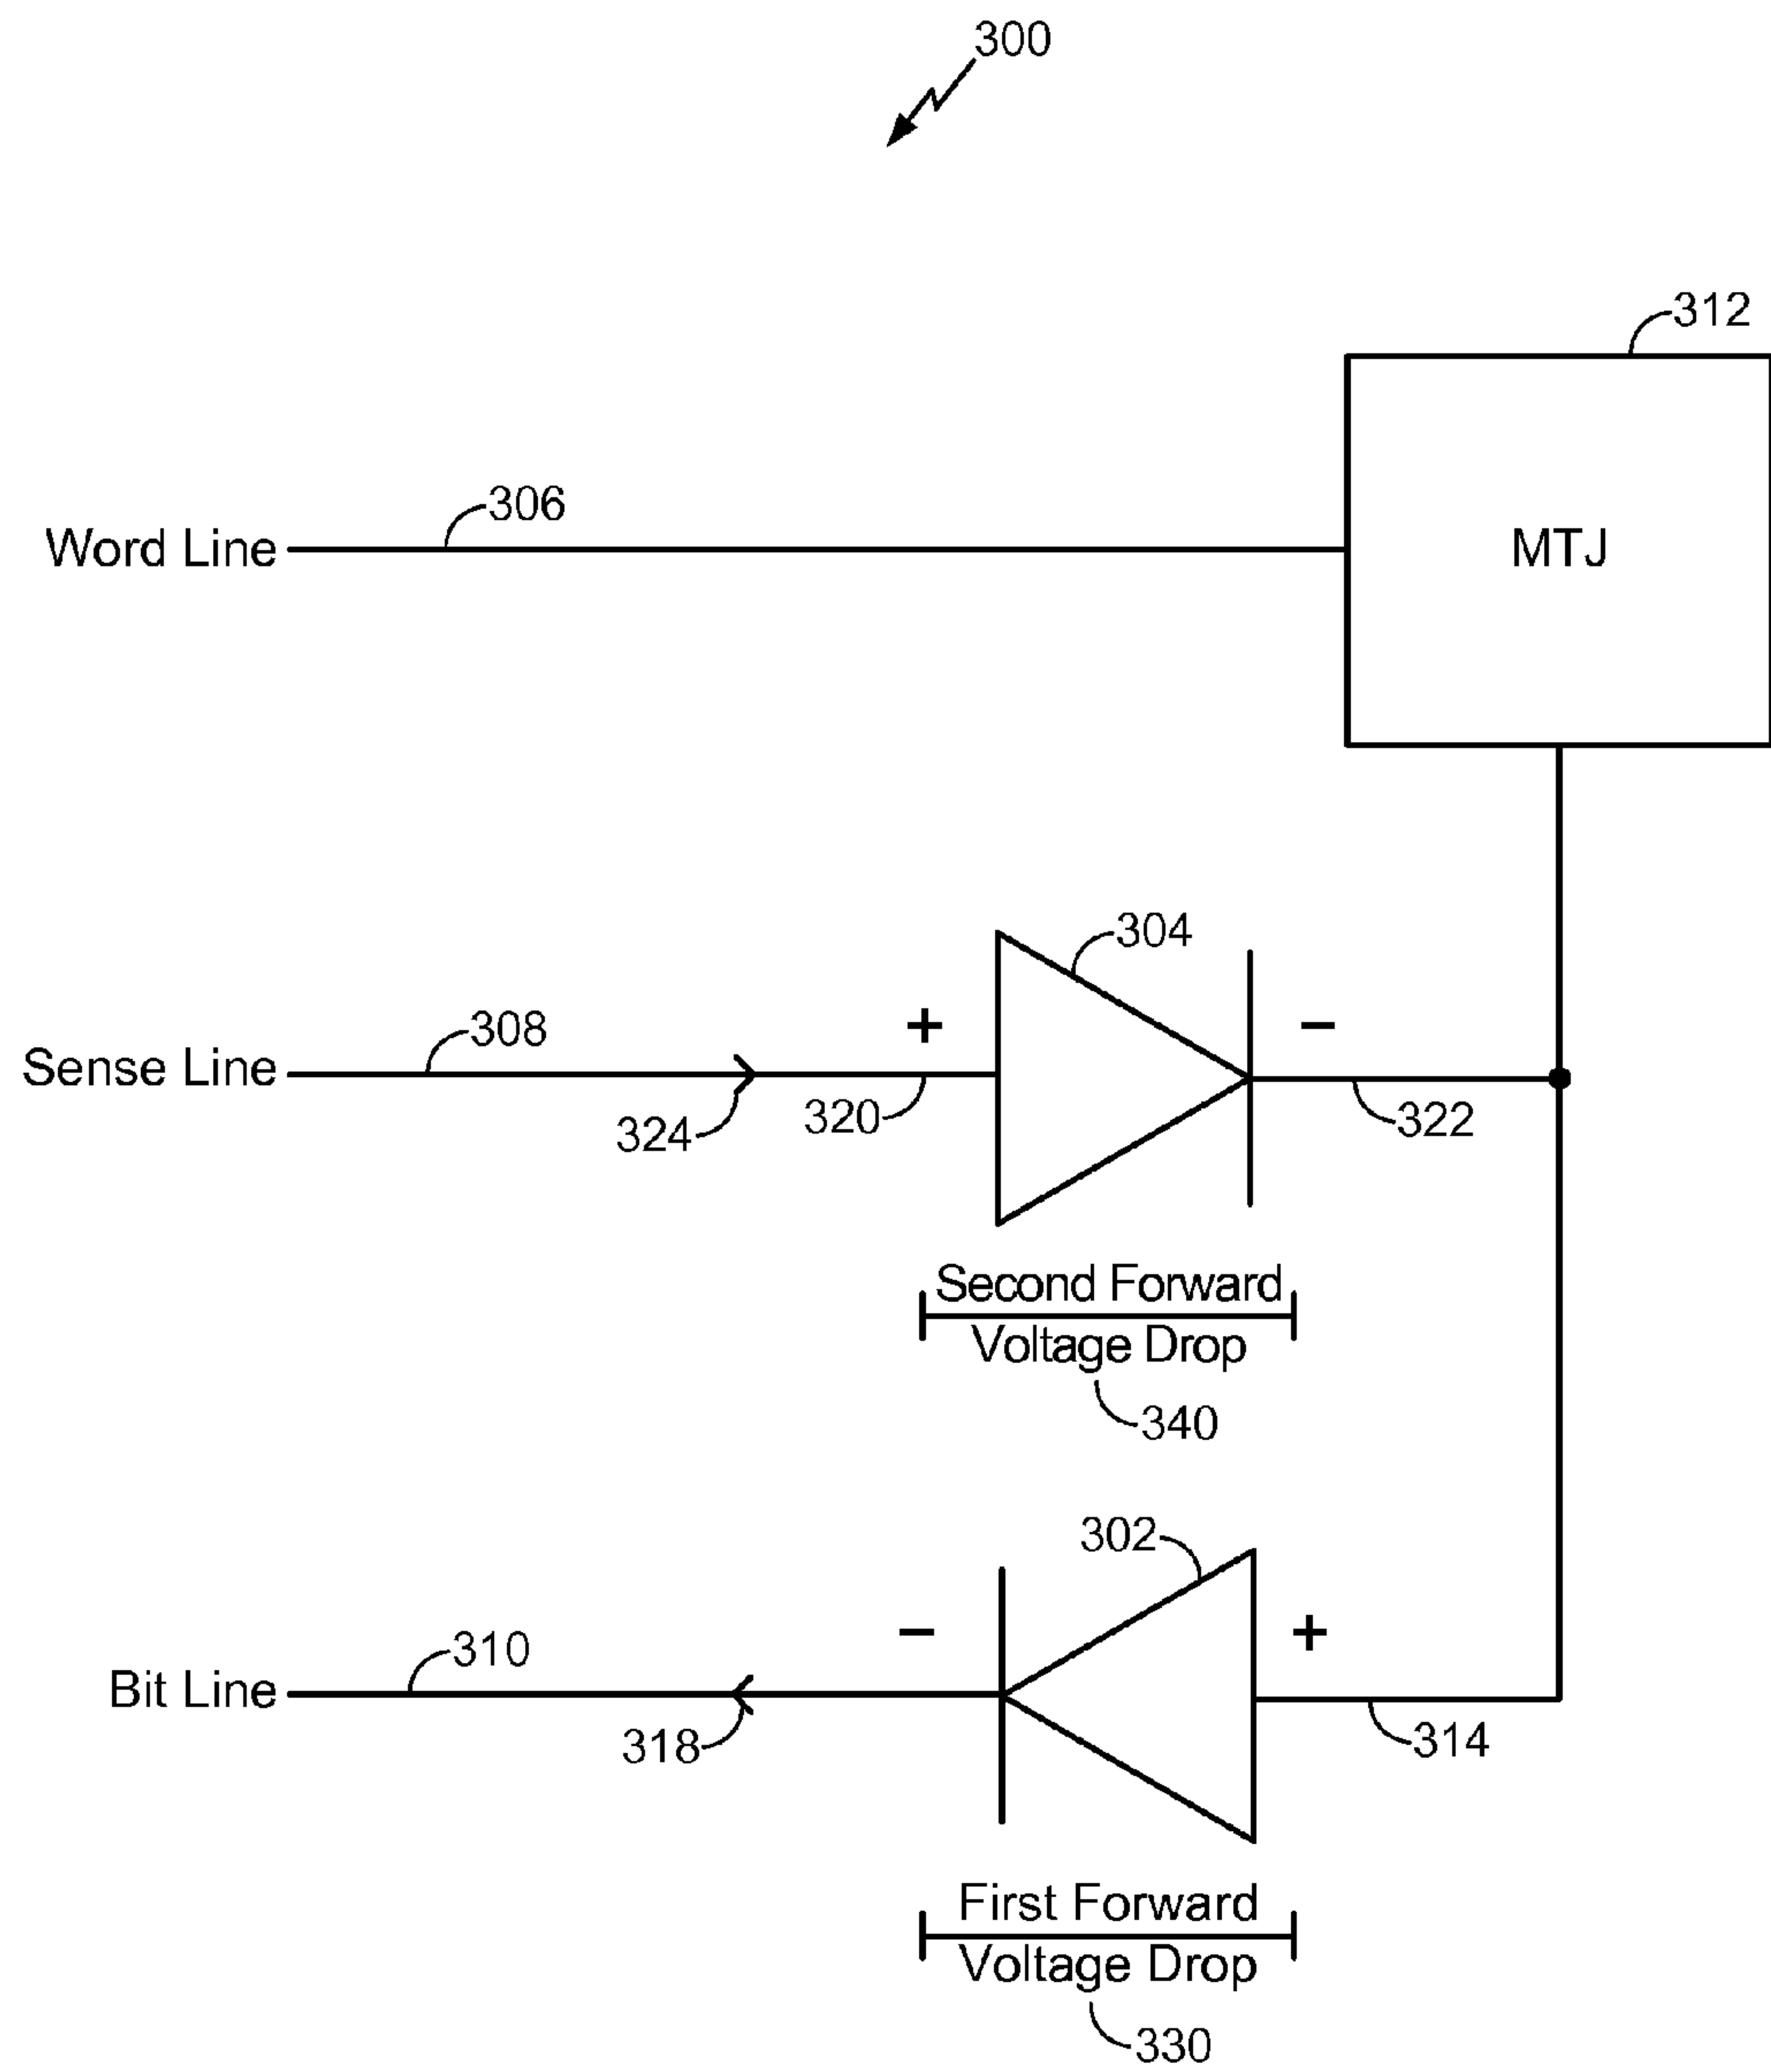 300
312
306
Word Line
MTJ
304
+
−
308
Sense Line
324
320
322
Second Forward
Voltage Drop
340
302
−
+
310
Bit Line
318
314
First Forward
Voltage Drop
330